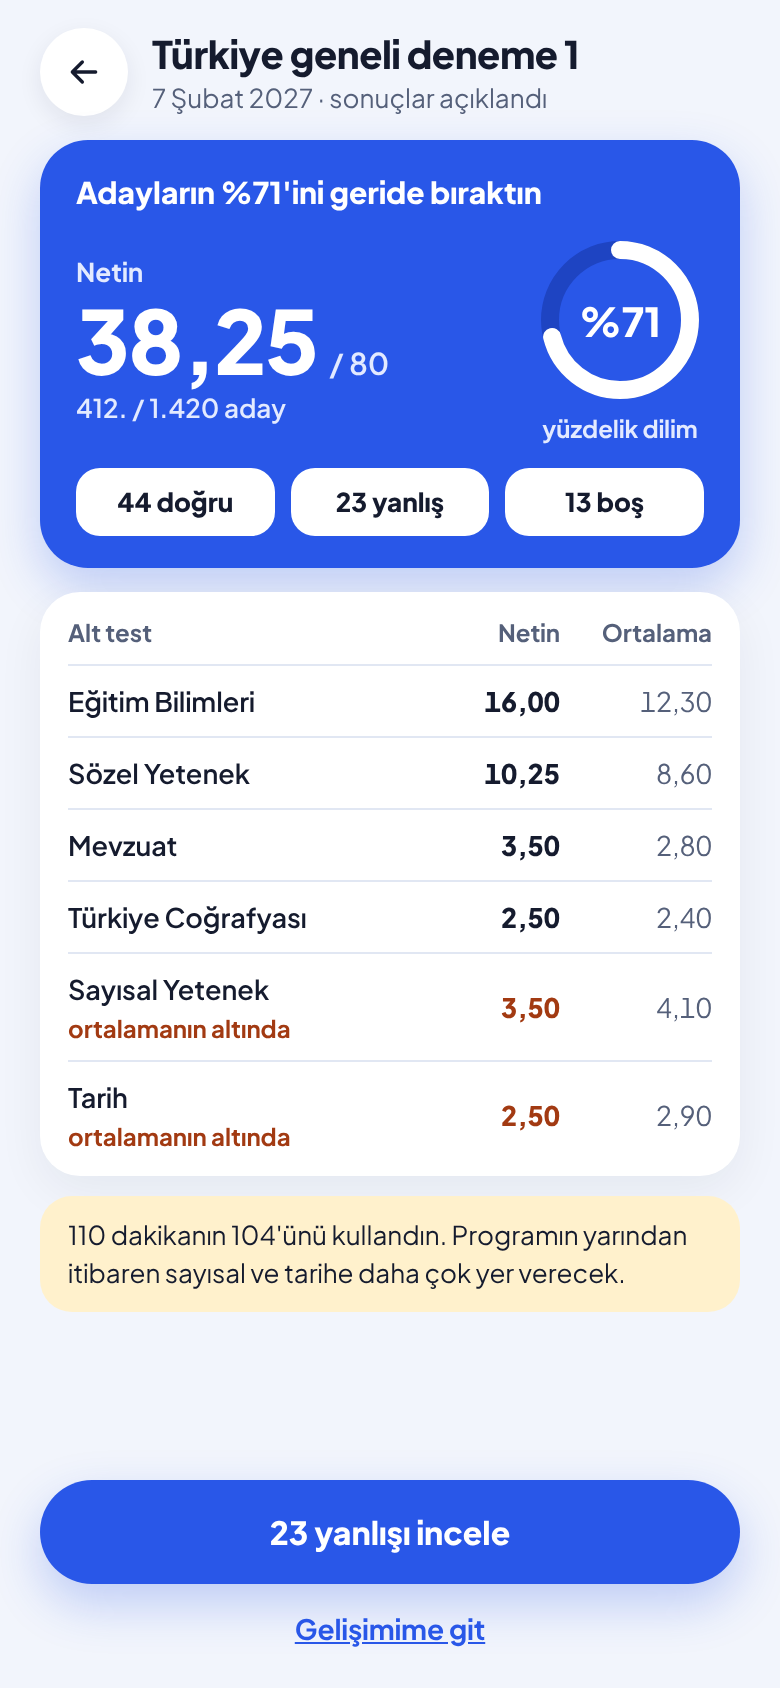 Türkiye geneli deneme 1
7 Şubat 2027 · sonuçlar açıklandı
Adayların %71'ini geride bıraktın
Netin
38,25 / 80
412. / 1.420 aday
%71
yüzdelik dilim
44 doğru
23 yanlış
13 boş
Alt test Netin Ortalama
Eğitim Bilimleri 16,00 12,30
Sözel Yetenek 10,25 8,60
Mevzuat 3,50 2,80
Türkiye Coğrafyası 2,50 2,40
Sayısal Yetenek 3,50 4,10
ortalamanın altında
Tarih 2,50 2,90
ortalamanın altında
110 dakikanın 104'ünü kullandın. Programın yarından
itibaren sayısal ve tarihe daha çok yer verecek.
23 yanlışı incele
Gelişimime git